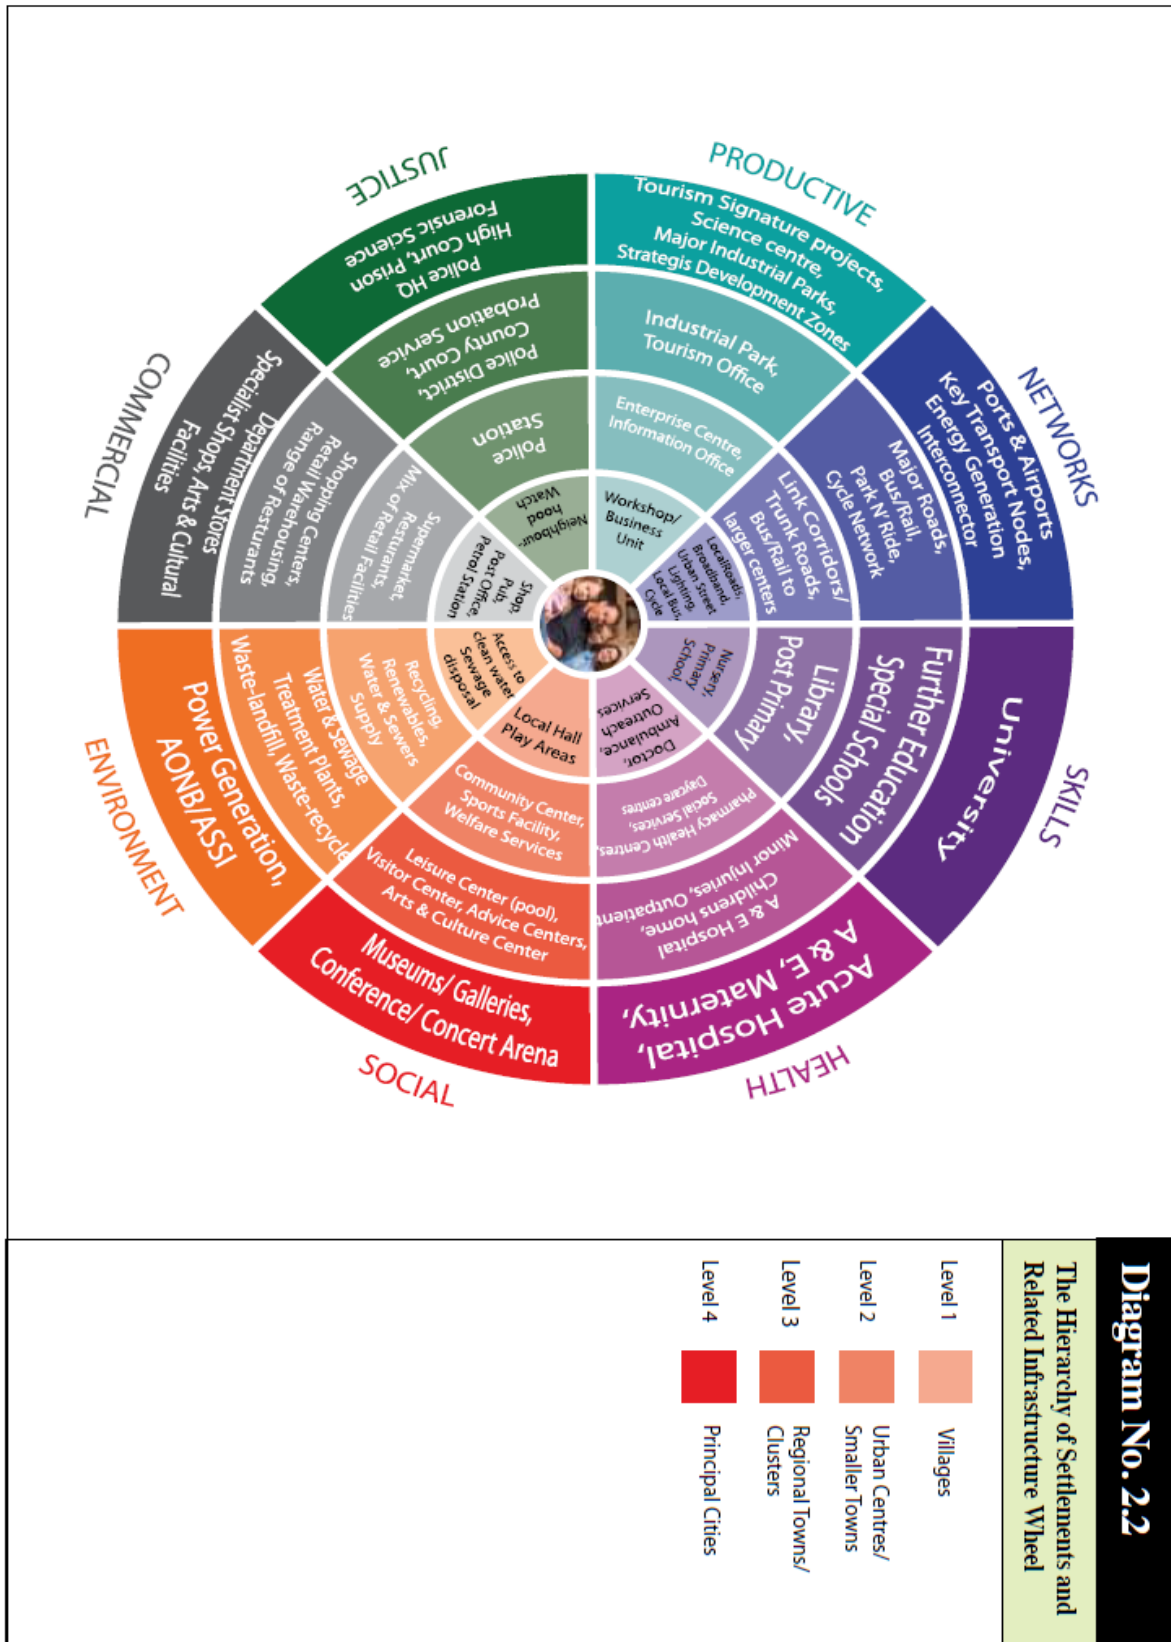 Diagram No. 2.2
The Hierarchy of Settlements and
Related Infrastructure Wheel
Level 1
Villages
Level 2
Urban Centres/
Smaller Towns
Level 3
Regional Towns/
Clusters
Level 4
Principal Cities
PRODUCTIVE
Tourism Signature projects,
Science centre,
Major Industrial Parks,
Strategis Development Zones
Industrial Park,
Tourism Office
Enterprise Centre,
Information Office
Workshop/
Business
Unit
NETWORKS
Ports & Airports
Key Transport Nodes,
Energy Generation
Interconnector
Major Roads,
Bus/Rail,
Park N' Ride,
Cycle Network
Link Corridors/
Trunk Roads,
Bus/Rail to
larger centers
LocalRoads,
Broadband,
Urban Street
Lighting,
Local Bus,
Cycle
SKILLS
University
Further Education
Special Schools
Library,
Post Primary
Nursery,
Primary
School,
HEALTH
Acute Hospital,
A & E, Maternity,
A & E Hospital
Childrens home,
Minor Injuries, Outpatient
Pharmacy Health Centres,
Social Services,
Daycare centres
Doctor,
Ambulance,
Outreach
Services
SOCIAL
Museums/ Galleries,
Conference/ Concert Arena
Leisure Center (pool),
Visitor Center, Advice Centers,
Arts & Culture Center
Community Center,
Sports Facility,
Welfare Services
Local Hall
Play Areas
ENVIRONMENT
Power Generation,
AONB/ASSI
Water & Sewage
Treatment Plants,
Waste-landfill, Waste-recycle
Recycling,
Renewables,
Water & Sewers
Supply
Access to
clean water
Sewage
disposal
COMMERCIAL
Department Stores
Specialist Shops, Arts & Cultural
Facilities
Shopping Centers,
Retail Warehousing,
Range of Resturants
Supermarket,
Resturants,
Mix of Retail Facilities
Shop,
Pub,
Post Office,
Petrol Station
JUSTICE
Police HQ
High Court, Prison
Forensic Science
Police District,
County Court,
Probation Service
Police
Station
Neighbour-
hood
Watch